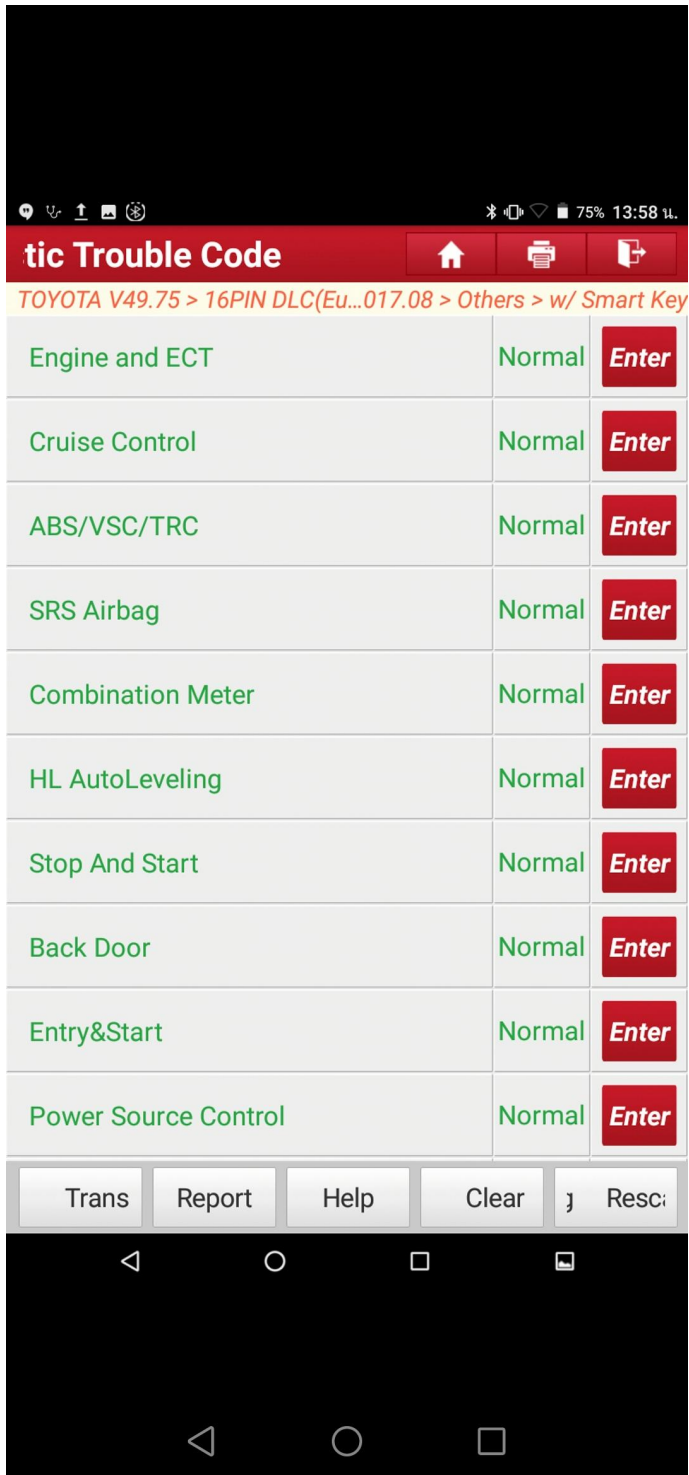 75% 13:58 น.
tic Trouble Code
TOYOTA V49.75 > 16PIN DLC(Eu...017.08 > Others > w/ Smart Key
Engine and ECT Normal Enter
Cruise Control Normal Enter
ABS/VSC/TRC Normal Enter
SRS Airbag Normal Enter
Combination Meter Normal Enter
HL AutoLeveling Normal Enter
Stop And Start Normal Enter
Back Door Normal Enter
Entry&Start Normal Enter
Power Source Control Normal Enter
Trans Report Help Clear g Resca